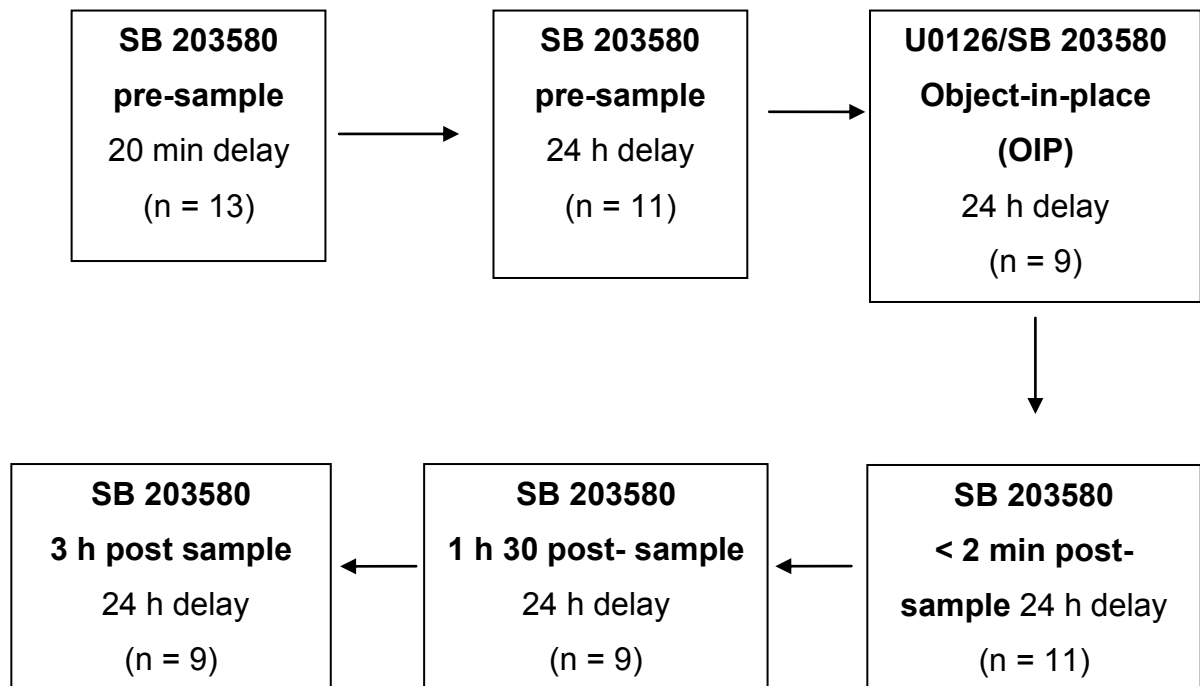 SB 203580
pre-sample
20 min delay
(n = 13)
SB 203580
pre-sample
24 h delay
(n = 11)
U0126/SB 203580
Object-in-place
(OIP)
24 h delay
(n = 9)
SB 203580
< 2 min post-
sample 24 h delay
(n = 11)
SB 203580
1 h 30 post- sample
24 h delay
(n = 9)
SB 203580
3 h post sample
24 h delay
(n = 9)